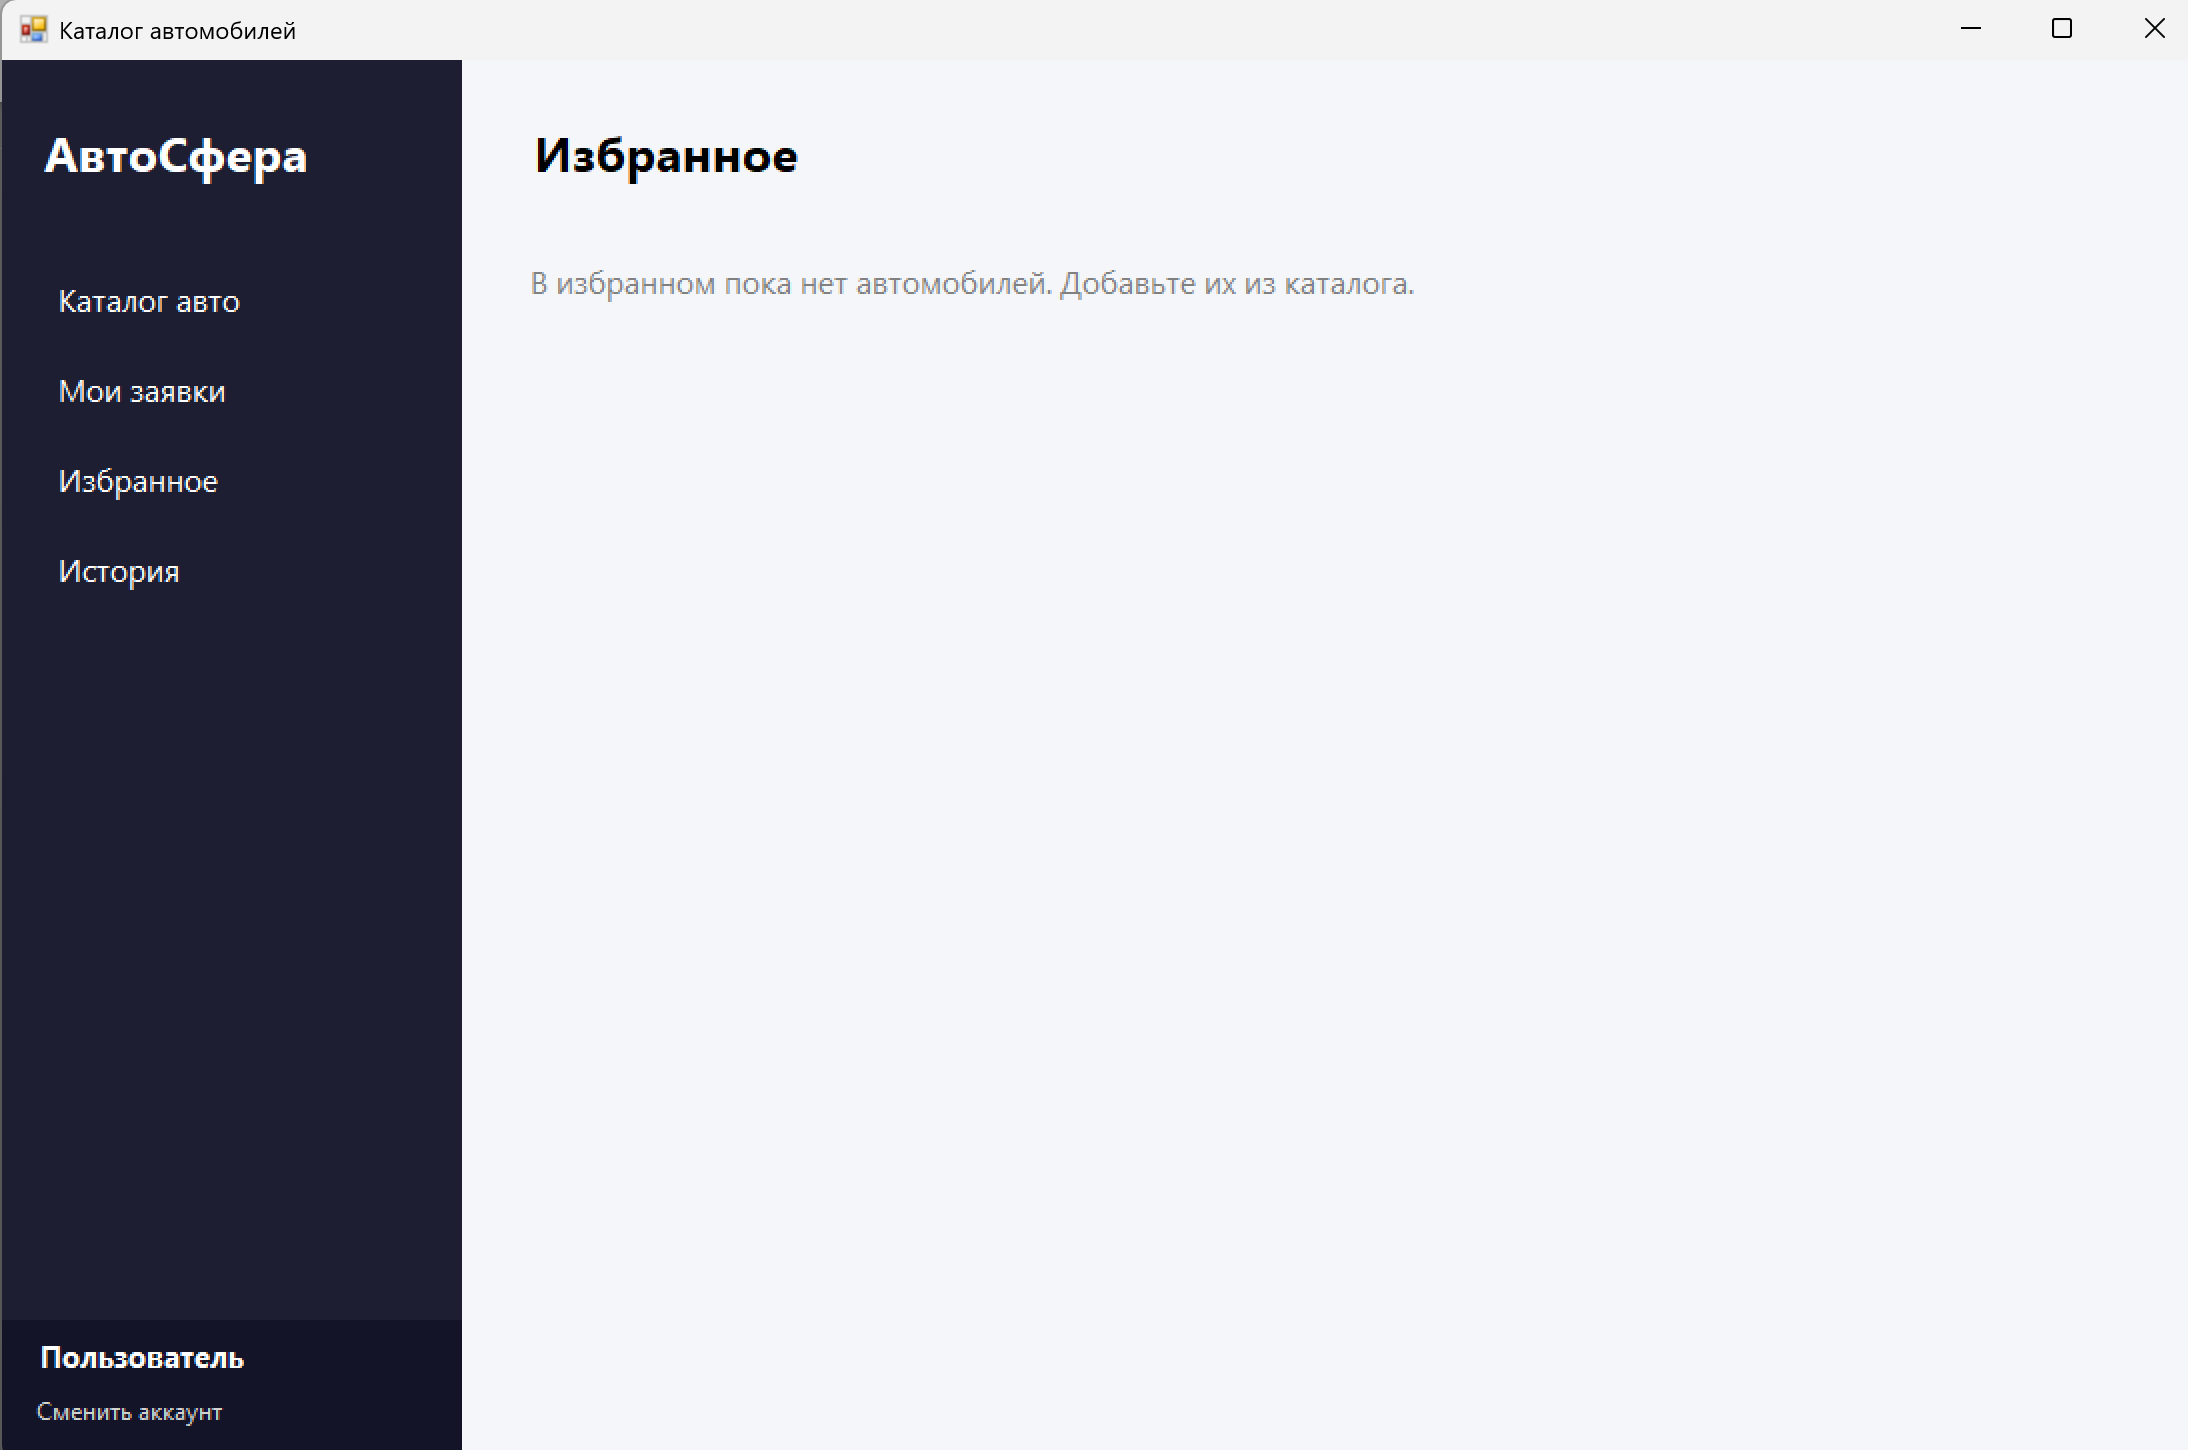 Каталог автомобилей
АвтоСфера
Каталог авто
Мои заявки
Избранное
История
Пользователь
Сменить аккаунт
Избранное
В избранном пока нет автомобилей. Добавьте их из каталога.